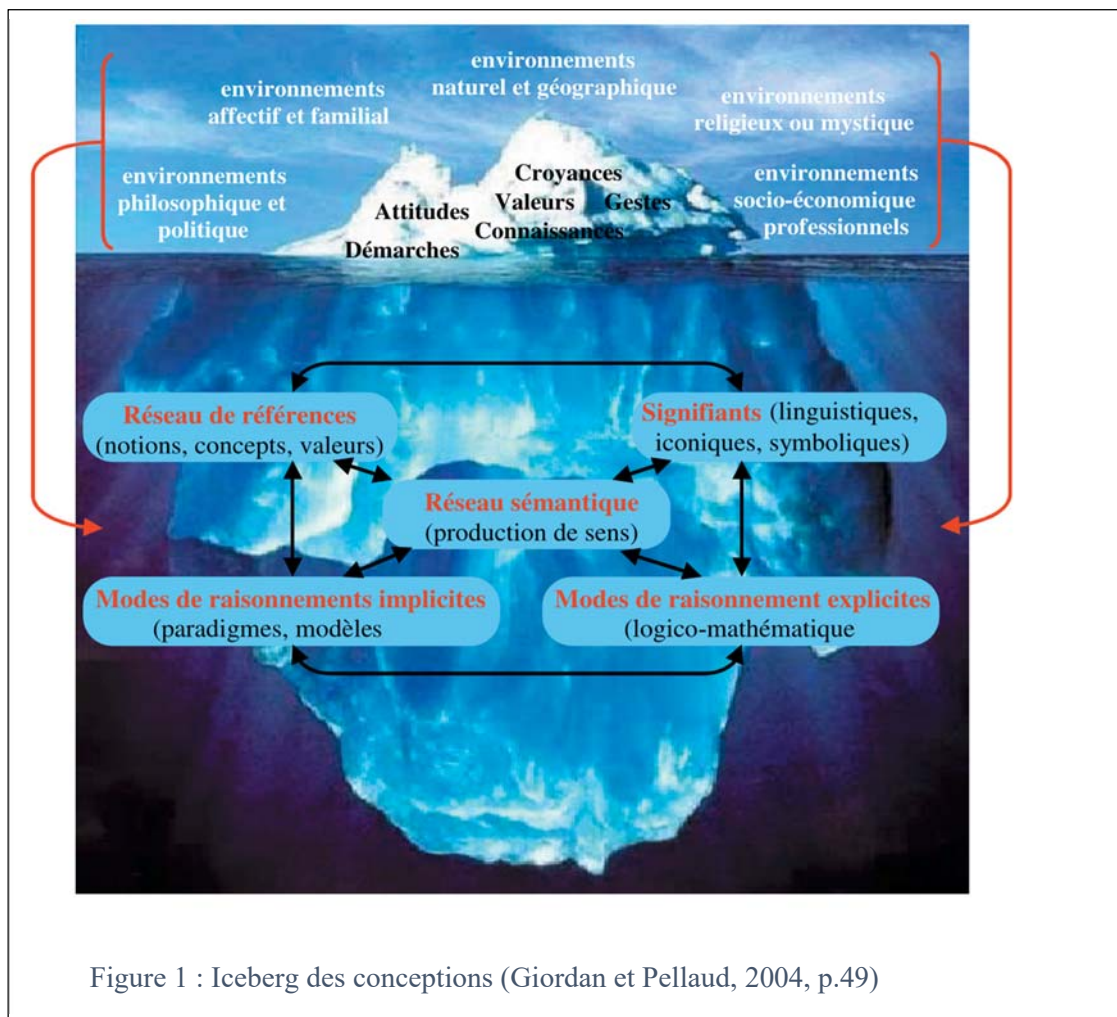 environnements
naturel et géographique
environnements
affectif et familial
environnements
religieux ou mystique
environnements
philosophique et
politique
environnements
socio-économique
professionnels
Croyances
Valeurs Gestes
Attitudes
Connaissances
Démarches
Réseau de références
(notions, concepts, valeurs)
Signifiants (linguistiques,
iconiques, symboliques)
Réseau sémantique
(production de sens)
Modes de raisonnements implicites
(paradigmes, modèles
Modes de raisonnement explicites
(logico-mathématique
Figure 1 : Iceberg des conceptions (Giordan et Pellaud, 2004, p.49)